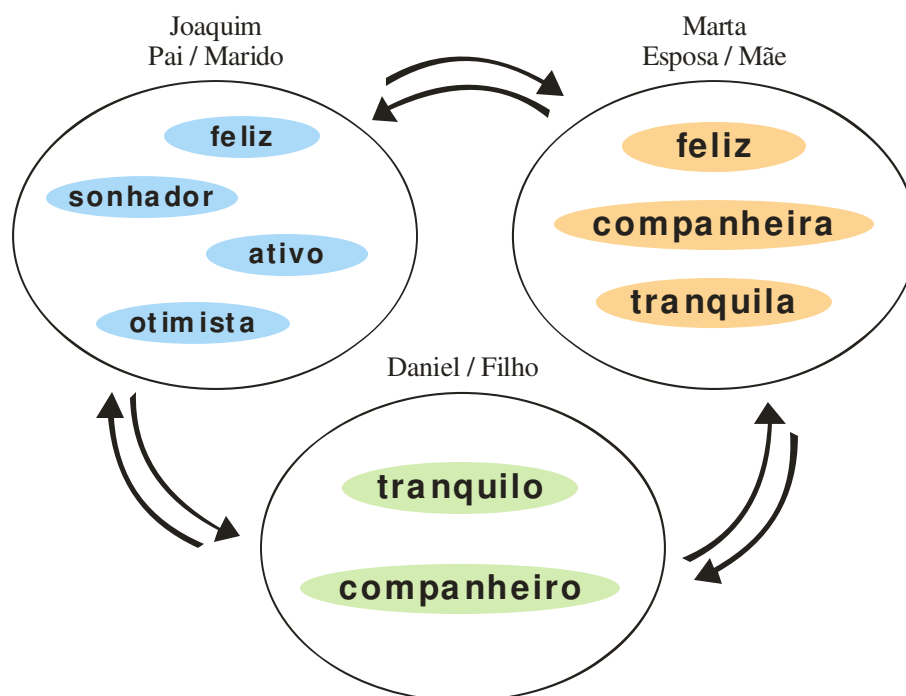 Joaquim
Pai / Marido
feliz
sonhador
ativo
otimista
Marta
Esposa / Mãe
feliz
companheira
tranquila
Daniel / Filho
tranquilo
companheiro